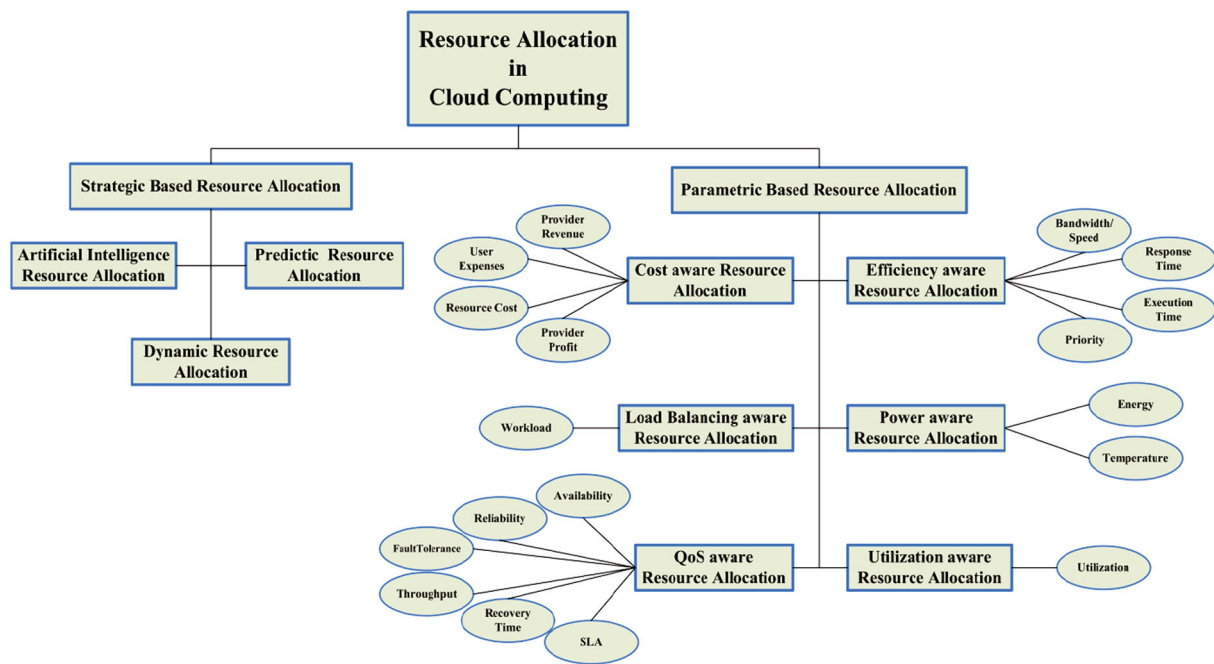 Resource Allocation
in
Cloud Computing
Strategic Based Resource Allocation
Parametric Based Resource Allocation
Artificial Intelligence
Resource Allocation
Predictic Resource
Allocation
Dynamic Resource
Allocation
Provider
Revenue
User
Expenses
Resource Cost
Provider
Profit
Cost aware Resource
Allocation
Efficiency aware
Resource Allocation
Bandwidth/
Speed
Response
Time
Execution
Time
Priority
Workload
Load Balancing aware
Resource Allocation
Power aware
Resource Allocation
Energy
Temperature
Availability
Reliability
FaultTolerance
Throughput
Recovery
Time
SLA
QoS aware
Resource Allocation
Utilization aware
Resource Allocation
Utilization